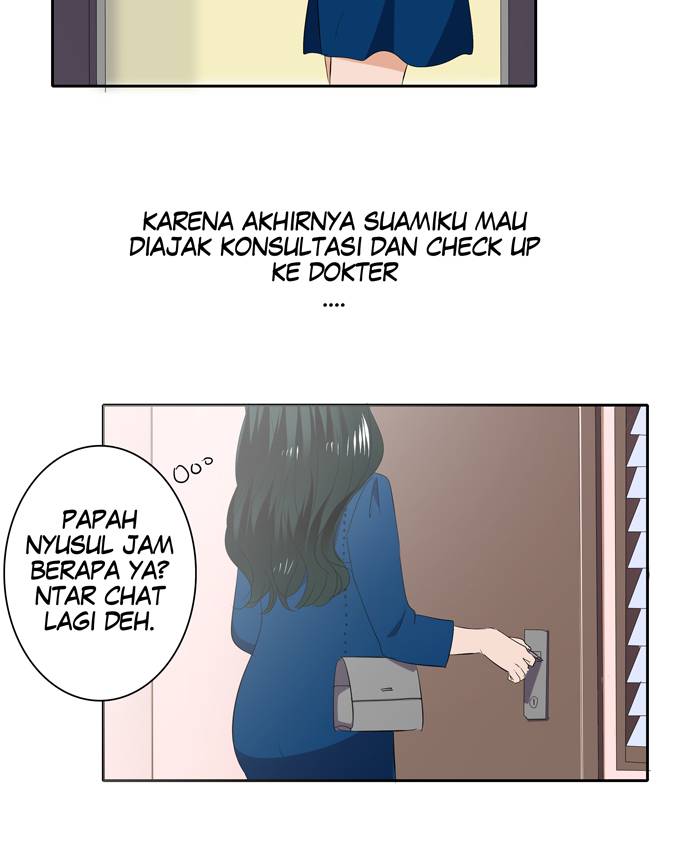 KARENA AKHIRNYA SUAMIKU MAU
DIAJAK KONSULTASI DAN CHECK UP
KE DOKTER
....
PAPAH
NYUSUL JAM
BERAPA YA?
NTAR CHAT
LAGI DEH.